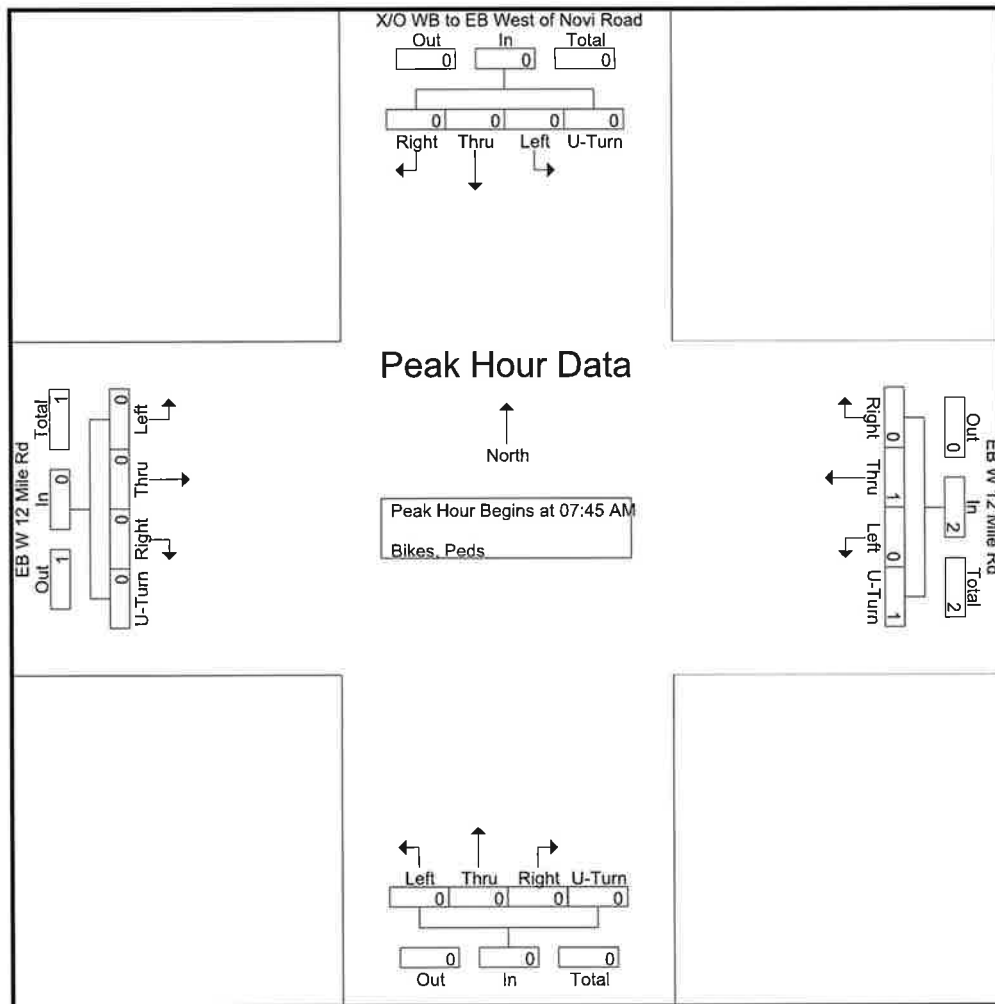 X/O WB to EB West of Novi Road
Out In Total
0 0 0
0 0 0 0
Right Thru Left U-Turn
Peak Hour Data
North
Peak Hour Begins at 07:45 AM
Bikes, Peds
EB W 12 Mile Rd
Out In Total
1 0 1
0 0 0 0
U-Turn Right Thru Left
EB W 12 Mile Rd
Out In Total
0 2 2
0 1 0 1
Right Thru Left U-Turn
Left Thru Right U-Turn
0 0 0 0
0 0 0
Out In Total